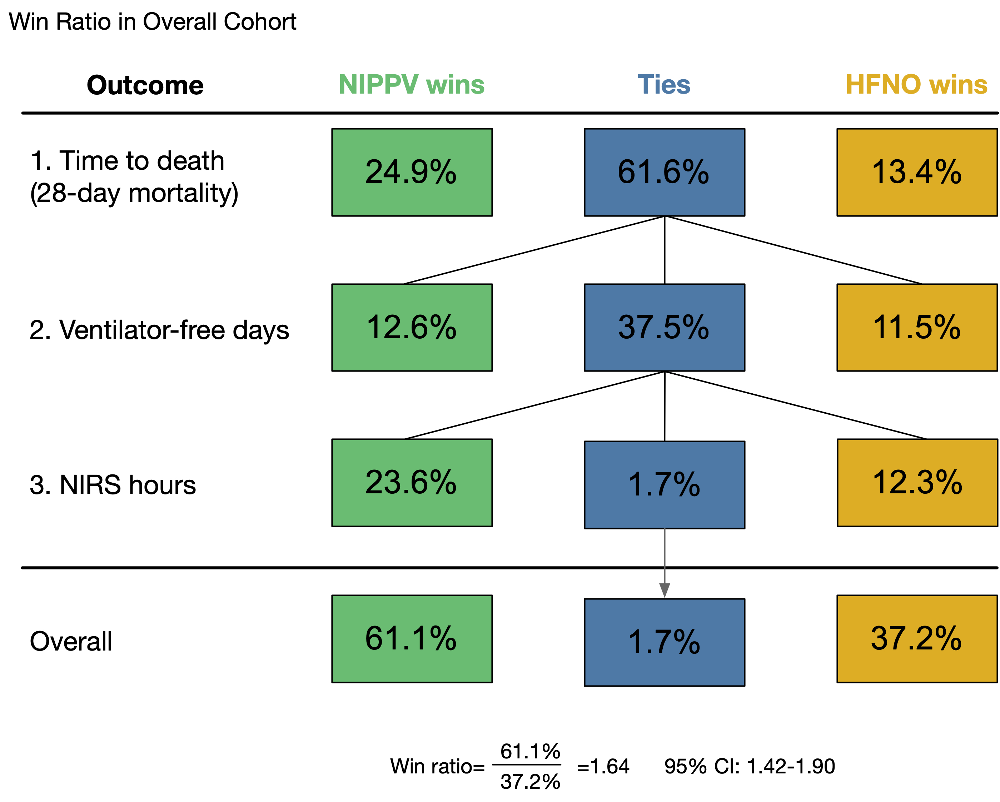 Win Ratio in Overall Cohort
Outcome NIPPV wins Ties HFNO wins
1. Time to death
(28-day mortality)
24.9% 61.6% 13.4%
2. Ventilator-free days 12.6% 37.5% 11.5%
3. NIRS hours 23.6% 1.7% 12.3%
Overall 61.1% 1.7% 37.2%
61.1%
Win ratio= =1.64 95% CI: 1.42-1.90
37.2%